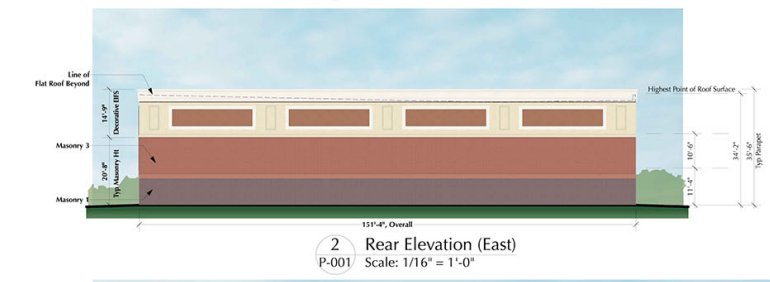 Line of
Flat Roof Beyond
Highest Point of Roof Surface
14'-9"
Decorative EIFS
Masonry 3
20'-8"
Typ Masonry Ht
Masonry 1
10'-6"
11'-4"
34'-2"
35'-6"
Typ Parapet
151'-4", Overall
2
P-001
Rear Elevation (East)
Scale: 1/16" = 1'-0"